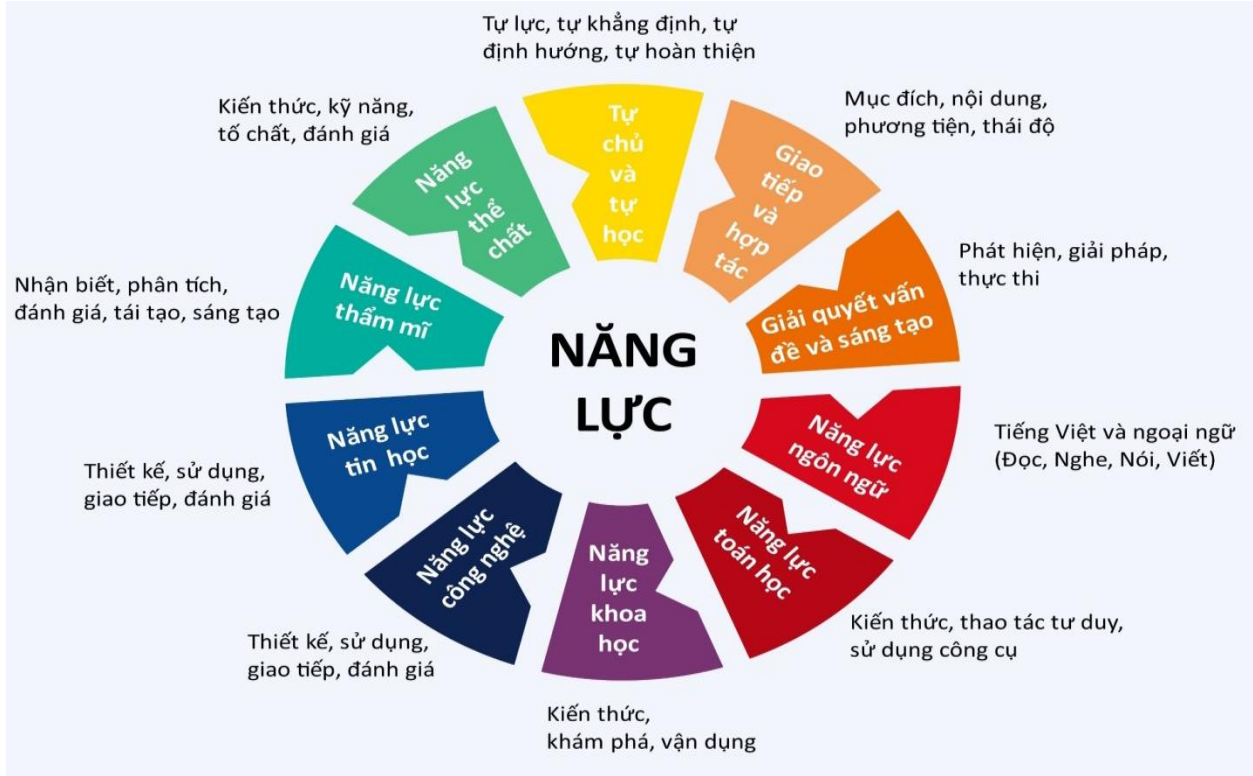 Tự lực, tự khẳng định, tự
định hướng, tự hoàn thiện
Tự
chủ
và
tự
học
Mục đích, nội dung,
phương tiện, thái độ
Giao
tiếp
và
hợp
tác
Phát hiện, giải pháp,
thực thi
Giải quyết vấn
đề và sáng tạo
Tiếng Việt và ngoại ngữ
(Đọc, Nghe, Nói, Viết)
Năng lực
ngôn ngữ
Kiến thức, thao tác tư duy,
sử dụng công cụ
Năng lực
toán học
Kiến thức,
khám phá, vận dụng
Năng
lực
khoa
học
Thiết kế, sử dụng,
giao tiếp, đánh giá
Năng lực
công nghệ
Thiết kế, sử dụng,
giao tiếp, đánh giá
Năng lực
tin học
Nhận biết, phân tích,
đánh giá, tái tạo, sáng tạo
Năng lực
thẩm mĩ
Kiến thức, kỹ năng,
tố chất, đánh giá
Năng
lực
thể
chất
NĂNG
LỰC